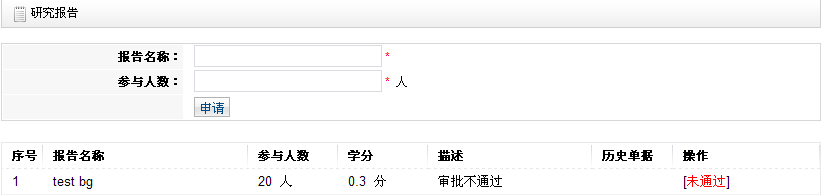 研究报告
报告名称： *
参与人数： * 人
申请
序号 报告名称 参与人数 学分 描述 历史单据 操作
1 test bg 20 人 0.3 分 审批不通过 [未通过]